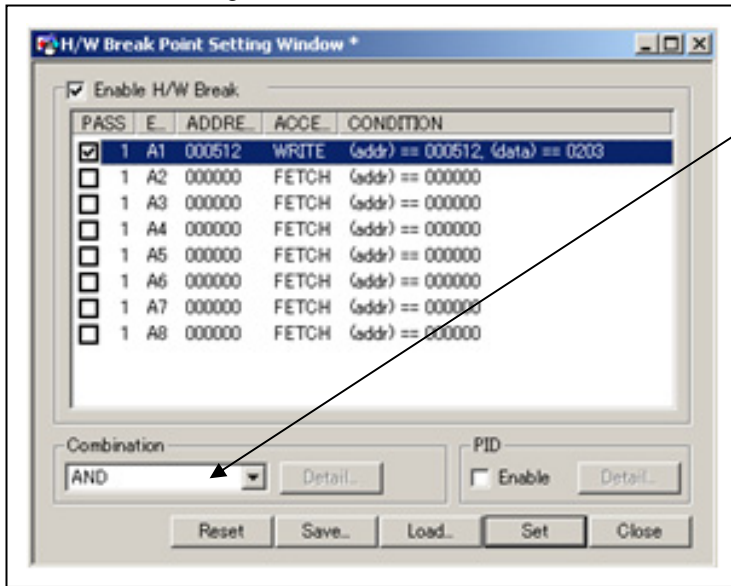 H/W Break Point Setting Window *
Enable H/W Break
PASS E... ADDRE... ACCE... CONDITION
1 A1 000512 WRITE (addr) == 000512, (data) == 0203
1 A2 000000 FETCH (addr) == 000000
1 A3 000000 FETCH (addr) == 000000
1 A4 000000 FETCH (addr) == 000000
1 A5 000000 FETCH (addr) == 000000
1 A6 000000 FETCH (addr) == 000000
1 A7 000000 FETCH (addr) == 000000
1 A8 000000 FETCH (addr) == 000000
Combination
AND
Detail...
PID
Enable
Detail...
Reset Save... Load... Set Close